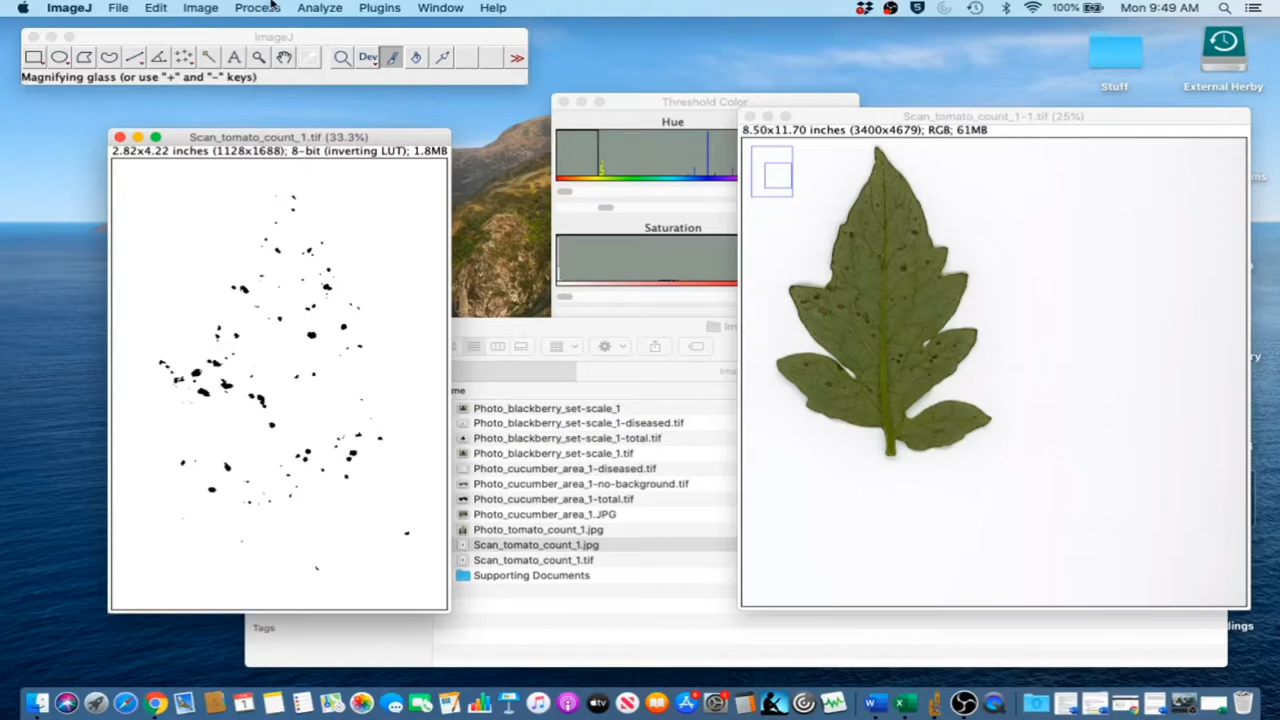 ImageJ File Edit Image Process Analyze Plugins Window Help 100% Mon 9:49 AM
ImageJ
Dev.
Magnifying glass (or use "+" and "-" keys)
Stuff
External Herby
Threshold Color
Hue
Saturation
Scan_tomato_count_1.tif (33.3%)
2.82x4.22 inches (1128x1688); 8-bit (inverting LUT); 1.8MB
Scan_tomato_count_1-1.tif (25%)
8.50x11.70 inches (3400x4679); RGB; 61MB
me
Photo_blackberry_set-scale_1
Photo_blackberry_set-scale_1-diseased.tif
Photo_blackberry_set-scale_1-total.tif
Photo_blackberry_set-scale_1.tif
Photo_cucumber_area_1-diseased.tif
Photo_cucumber_area_1-no-background.tif
Photo_cucumber_area_1-total.tif
Photo_cucumber_area_1.JPG
Photo_tomato_count_1.jpg
Scan_tomato_count_1.jpg
Scan_tomato_count_1.tif
Supporting Documents
Tags